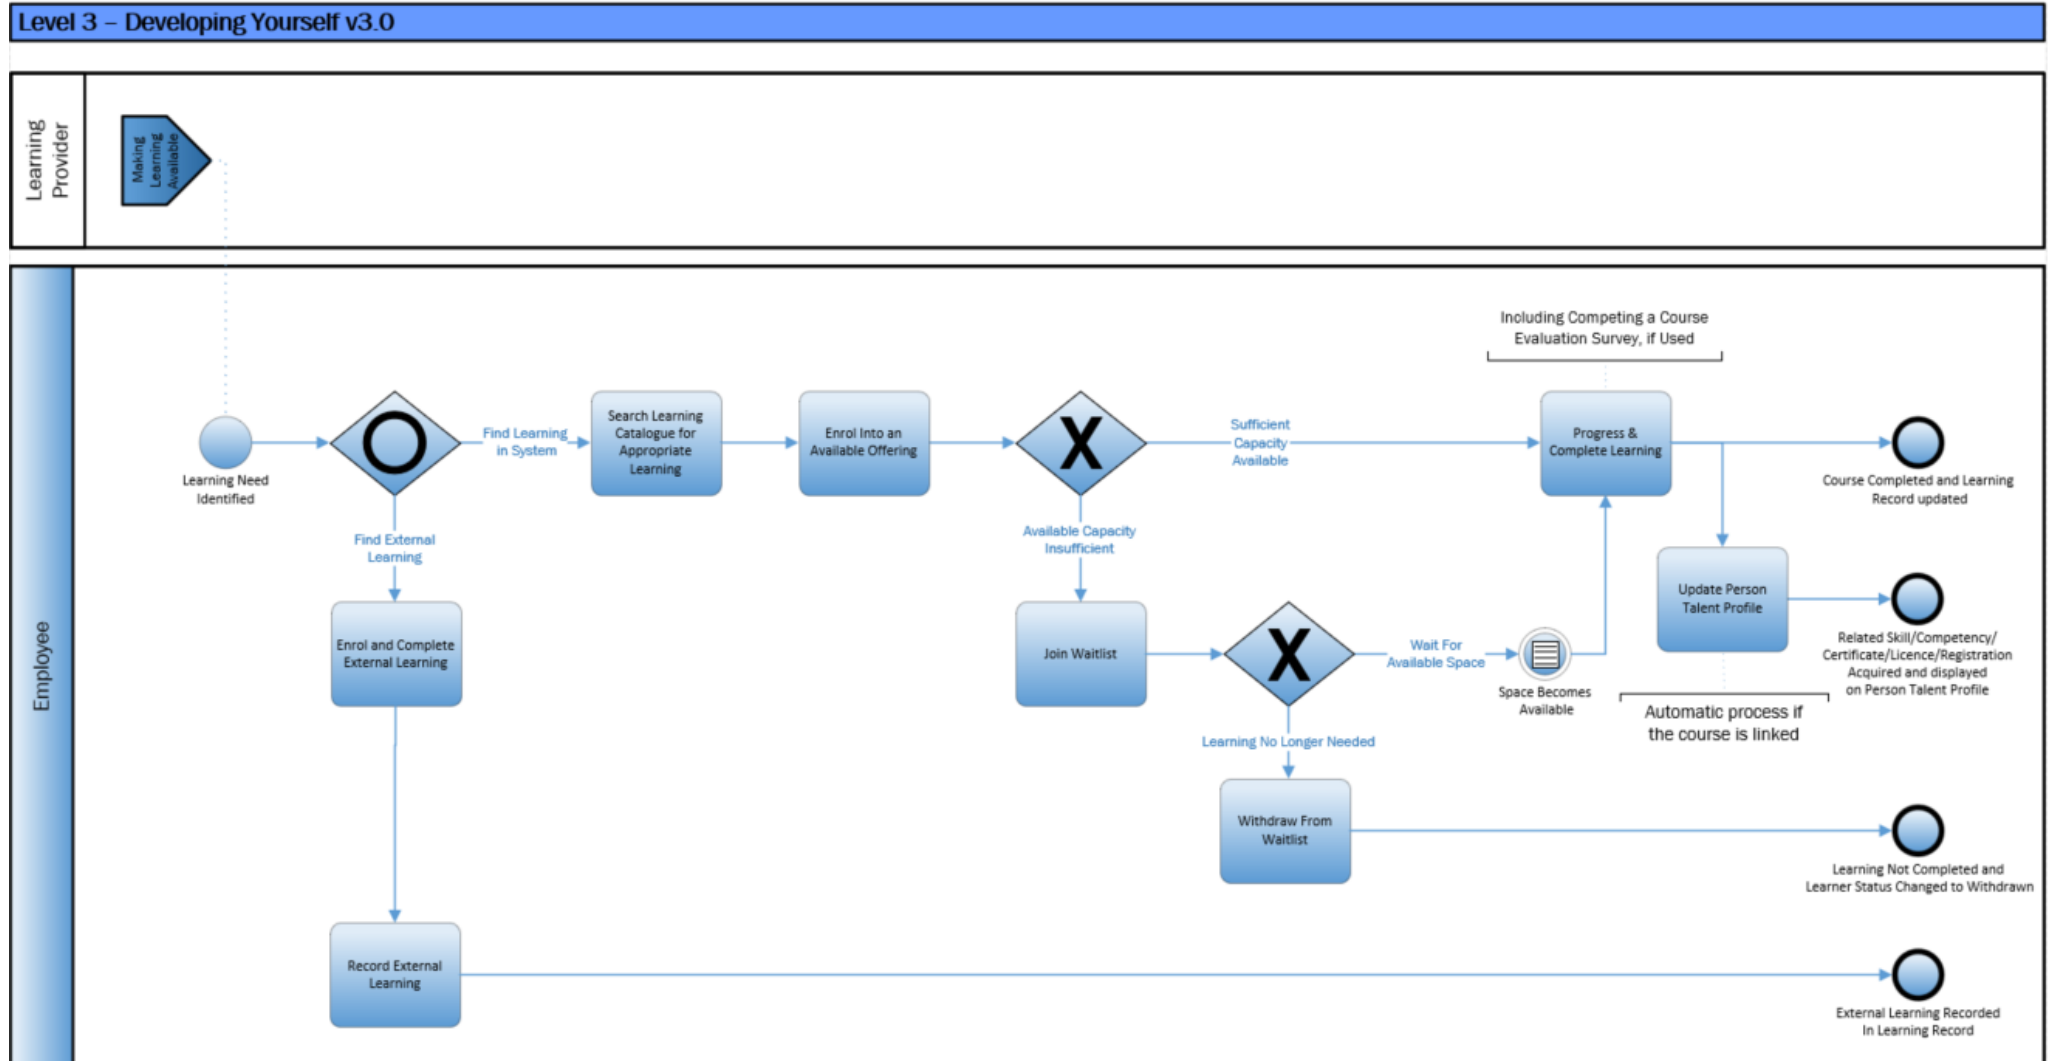 Level 3 – Developing Yourself v3.0
Learning
Provider
Making
Learning
Available
Employee
Learning Need
Identified
Find Learning
in System
Find External
Learning
Search Learning
Catalogue for
Appropriate
Learning
Enrol Into an
Available Offering
X
Sufficient
Capacity
Available
Available Capacity
Insufficient
Including Competing a Course
Evaluation Survey, if Used
Progress &
Complete Learning
Course Completed and Learning
Record updated
Enrol and Complete
External Learning
Join Waitlist
X
Wait For
Available Space
Space Becomes
Available
Learning No Longer Needed
Update Person
Talent Profile
Automatic process if
the course is linked
Related Skill/Competency/
Certificate/Licence/Registration
Acquired and displayed
on Person Talent Profile
Withdraw From
Waitlist
Learning Not Completed and
Learner Status Changed to Withdrawn
Record External
Learning
External Learning Recorded
In Learning Record